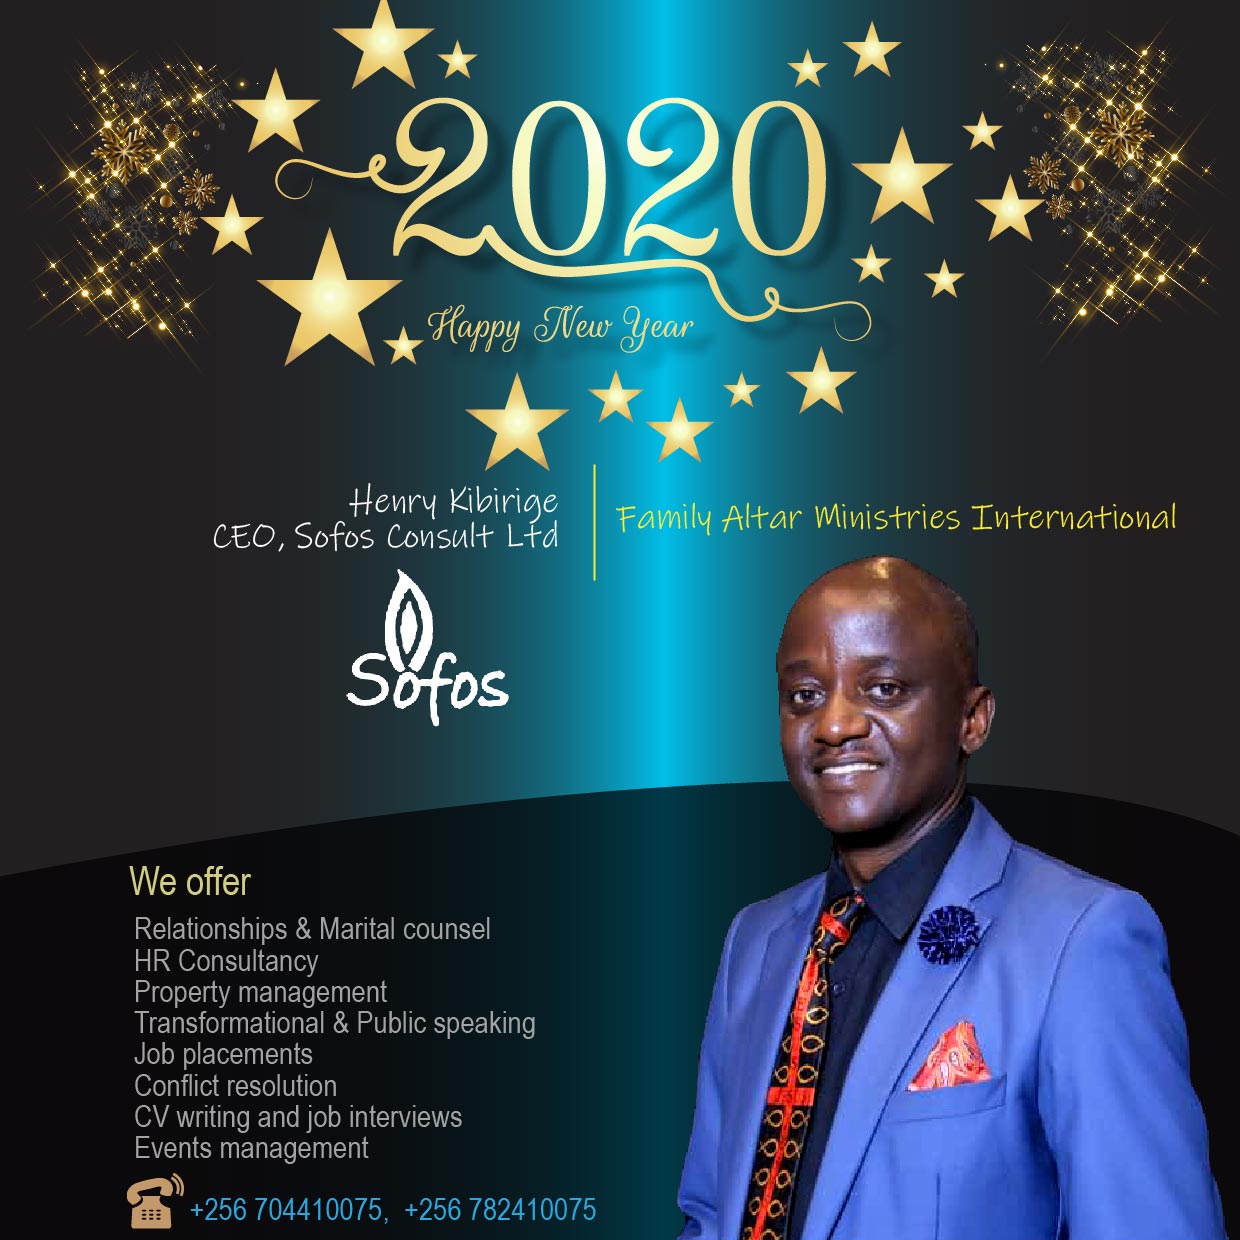 2020
Happy New Year
Henry Kibirige
CEO, Sofos Consult Ltd
Family Altar Ministries International
Sofos
We offer
Relationships & Marital counsel
HR Consultancy
Property management
Transformational & Public speaking
Job placements
Conflict resolution
CV writing and job interviews
Events management
+256 704410075, +256 782410075